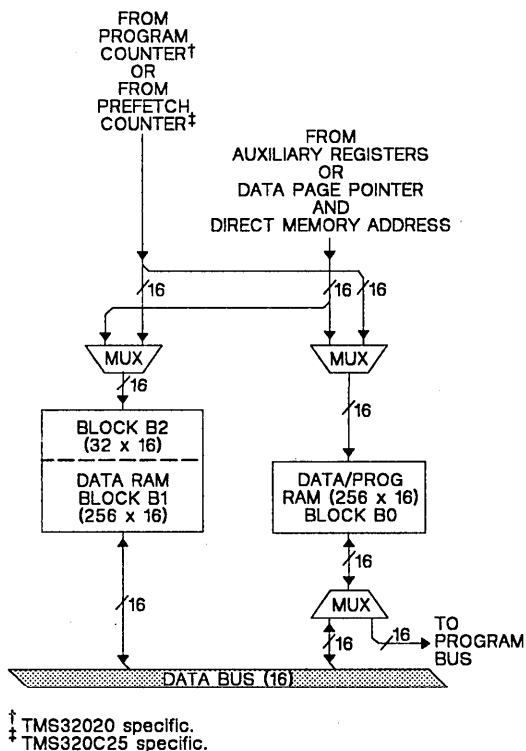 FROM
PROGRAM
COUNTER†
OR
FROM
PREFETCH
COUNTER‡
FROM
AUXILIARY REGISTERS
OR
DATA PAGE POINTER
AND
DIRECT MEMORY ADDRESS
16
16
16
MUX
MUX
16
16
BLOCK B2
(32 x 16)
DATA RAM
BLOCK B1
(256 x 16)
DATA/PROG
RAM (256 x 16)
BLOCK B0
16
16
MUX
16
16
TO
PROGRAM
BUS
DATA BUS (16)
† TMS32020 specific.
‡ TMS320C25 specific.